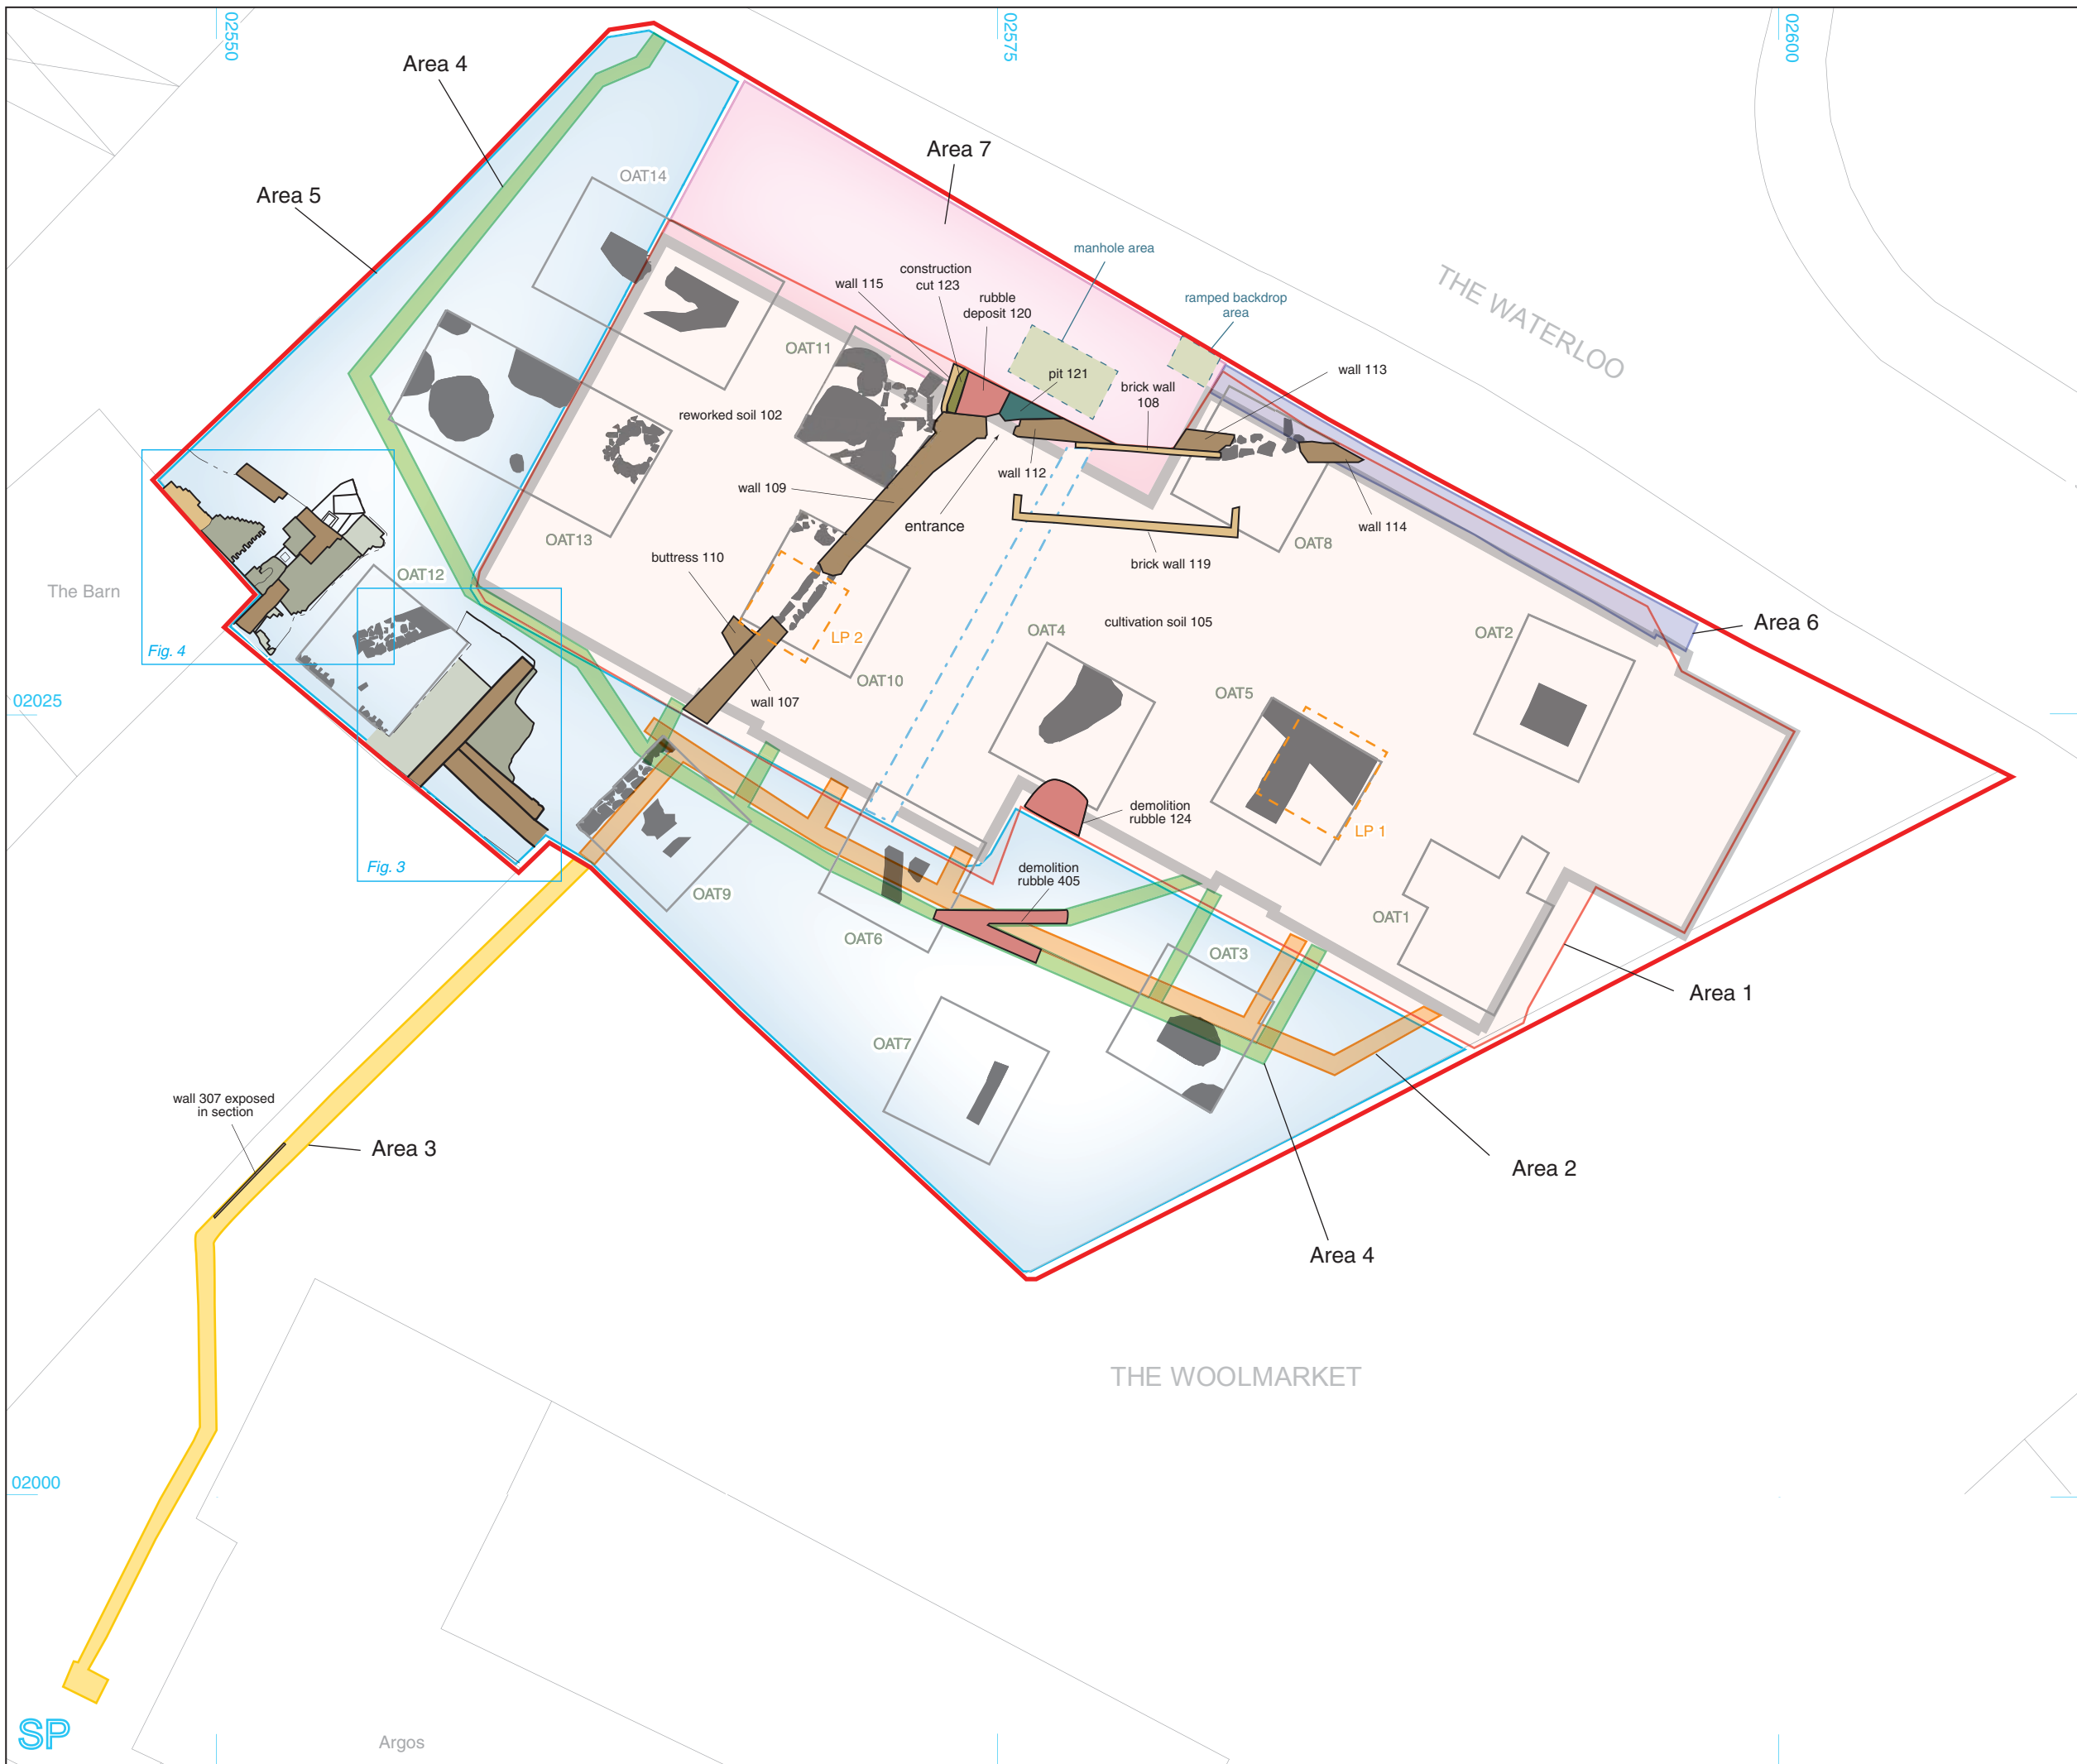 02550
02575
02600
Area 4
Area 7
Area 5
OAT14
manhole area
construction
cut 123
wall 115
rubble
deposit 120
ramped backdrop
area
THE WATERLOO
OAT11
pit 121
wall 113
brick wall
108
reworked soil 102
wall 112
wall 109
entrance
wall 114
OAT13
OAT8
buttress 110
brick wall 119
OAT12
The Barn
Fig. 4
LP 2
cultivation soil 105
OAT4
OAT2
Area 6
OAT10
OAT5
wall 107
02025
demolition
rubble 124
LP 1
Fig. 3
demolition
rubble 405
OAT9
OAT1
OAT6
OAT3
Area 1
OAT7
wall 307 exposed
in section
Area 3
Area 2
Area 4
THE WOOLMARKET
02000
SP
Argos